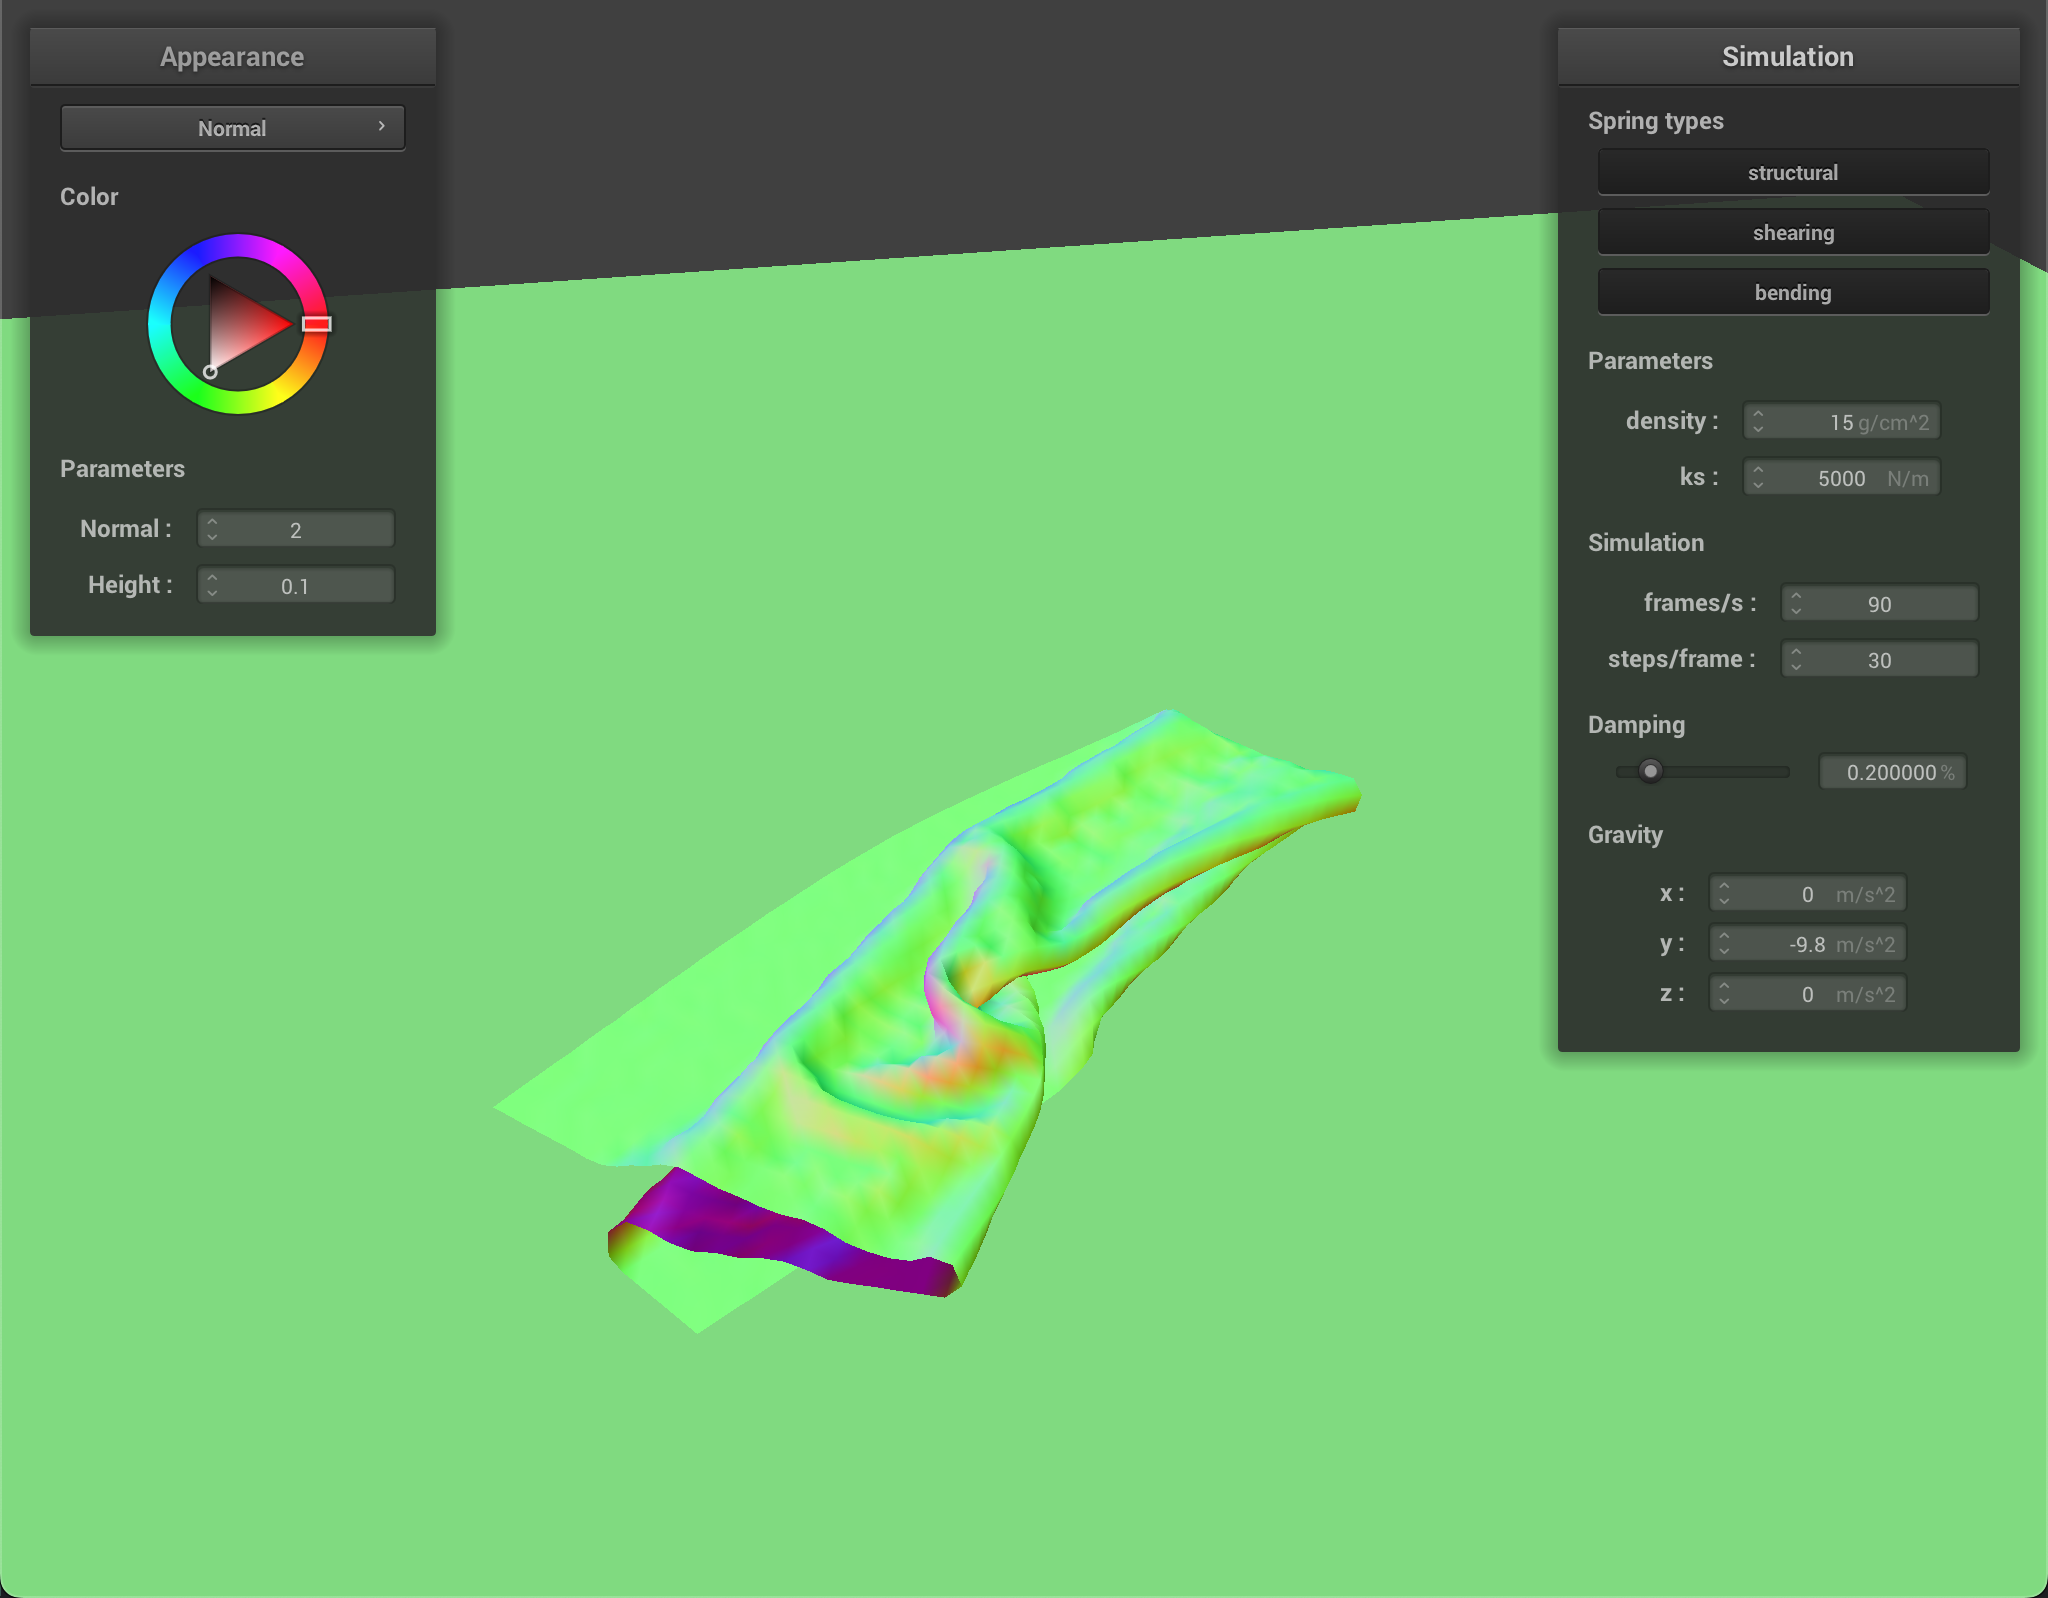 Appearance
Normal
Color
Parameters
Normal : 2
Height : 0.1
Simulation
Spring types
structural
shearing
bending
Parameters
density : 15 g/cm^2
ks : 5000 N/m
Simulation
frames/s : 90
steps/frame : 30
Damping
0.200000 %
Gravity
x : 0 m/s^2
y : -9.8 m/s^2
z : 0 m/s^2